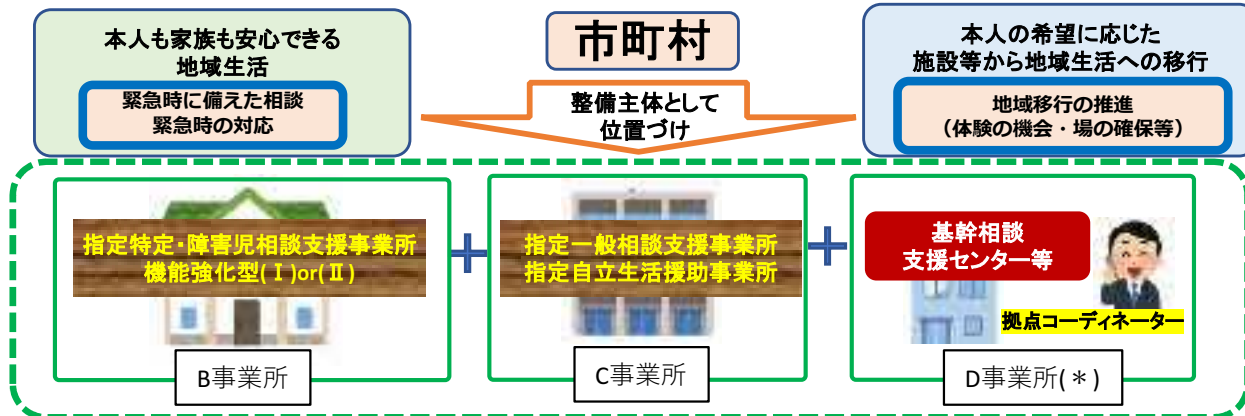 本人も家族も安心できる
地域生活
緊急時に備えた相談
緊急時の対応
市町村
整備主体として
位置づけ
本人の希望に応じた
施設等から地域生活への移行
地域移行の推進
（体験の機会・場の確保等）
指定特定・障害児相談支援事業所
機能強化型(Ⅰ)or(Ⅱ)
B事業所
+
指定一般相談支援事業所
指定自立生活援助事業所
C事業所
+
基幹相談
支援センター等
拠点コーディネーター
D事業所(＊)